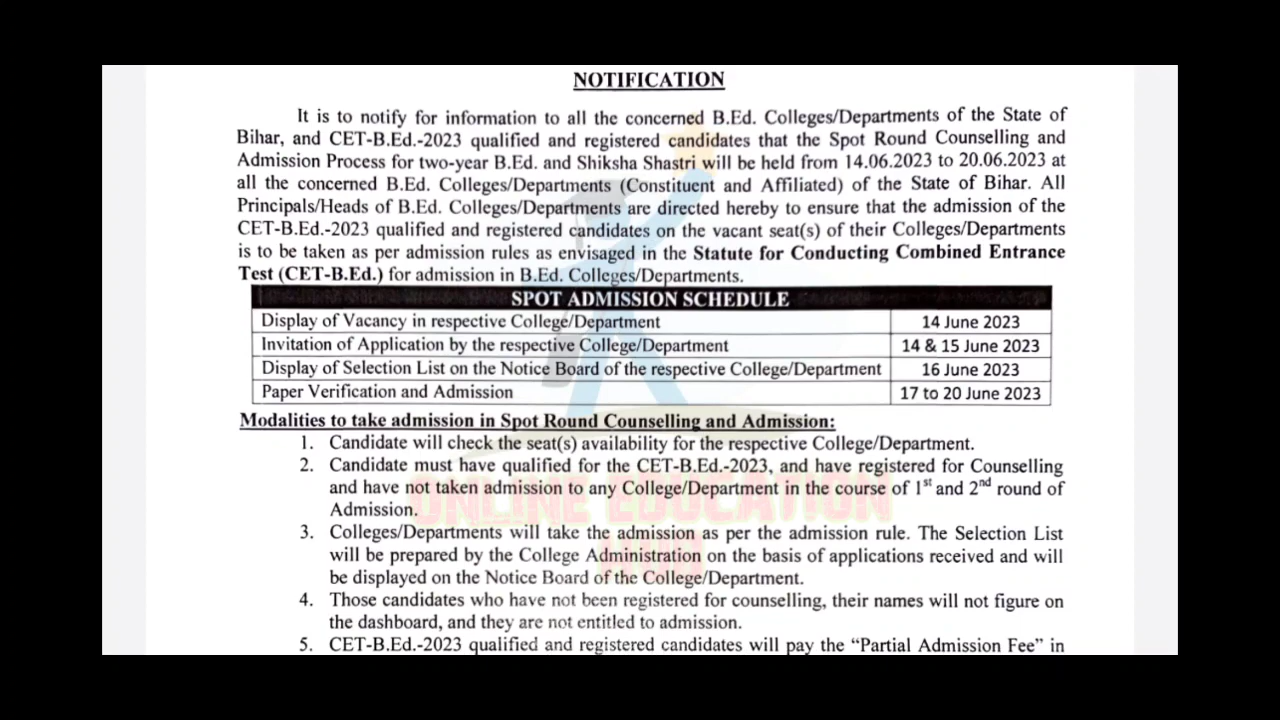 NOTIFICATION
It is to notify for information to all the concerned B.Ed. Colleges/Departments of the State of
Bihar, and CET-B.Ed.-2023 qualified and registered candidates that the Spot Round Counselling and
Admission Process for two-year B.Ed. and Shiksha Shastri will be held from 14.06.2023 to 20.06.2023 at
all the concerned B.Ed. Colleges/Departments (Constituent and Affiliated) of the State of Bihar. All
Principals/Heads of B.Ed. Colleges/Departments are directed hereby to ensure that the admission of the
CET-B.Ed.-2023 qualified and registered candidates on the vacant seat(s) of their Colleges/Departments
is to be taken as per admission rules as envisaged in the Statute for Conducting Combined Entrance
Test (CET-B.Ed.) for admission in B.Ed. Colleges/Departments.
SPOT ADMISSION SCHEDULE
Display of Vacancy in respective College/Department 14 June 2023
Invitation of Application by the respective College/Department 14 & 15 June 2023
Display of Selection List on the Notice Board of the respective College/Department 16 June 2023
Paper Verification and Admission 17 to 20 June 2023
Modalities to take admission in Spot Round Counselling and Admission:
1. Candidate will check the seat(s) availability for the respective College/Department.
2. Candidate must have qualified for the CET-B.Ed.-2023, and have registered for Counselling
and have not taken admission to any College/Department in the course of 1st and 2nd round of
Admission.
3. Colleges/Departments will take the admission as per the admission rule. The Selection List
will be prepared by the College Administration on the basis of applications received and will
be displayed on the Notice Board of the College/Department.
4. Those candidates who have not been registered for counselling, their names will not figure on
the dashboard, and they are not entitled to admission.
5. CET-B.Ed.-2023 qualified and registered candidates will pay the “Partial Admission Fee” in
ONLINE EDUCATION
HUB